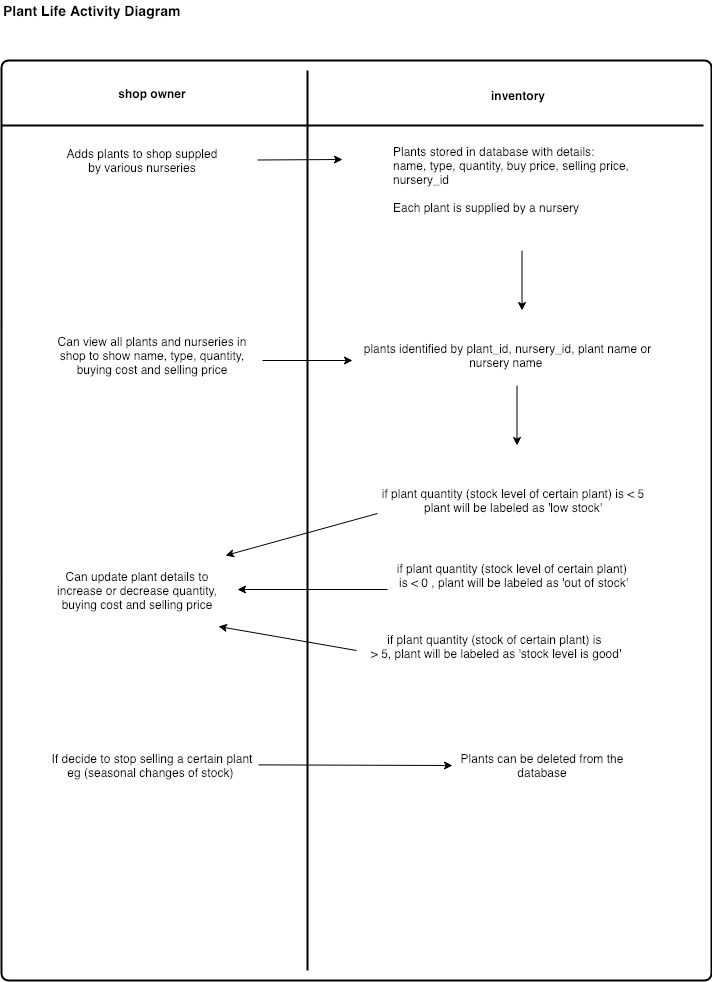 Plant Life Activity Diagram
shop owner
inventory
Adds plants to shop suppled
by various nurseries
Plants stored in database with details:
name, type, quantity, buy price, selling price,
nursery_id
Each plant is supplied by a nursery
Can view all plants and nurseries in
shop to show name, type, quantity,
buying cost and selling price
plants identified by plant_id, nursery_id, plant name or
nursery name
if plant quantity (stock level of certain plant) is < 5
plant will be labeled as 'low stock'
Can update plant details to
increase or decrease quantity,
buying cost and selling price
if plant quantity (stock level of certain plant)
is < 0 , plant will be labeled as 'out of stock'
if plant quantity (stock of certain plant) is
> 5, plant will be labeled as 'stock level is good'
If decide to stop selling a certain plant
eg (seasonal changes of stock)
Plants can be deleted from the
database